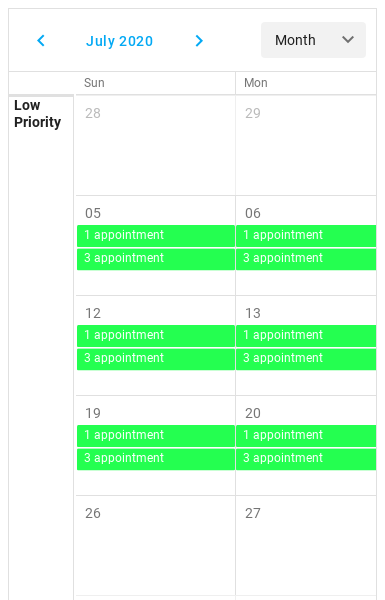 July 2020
Month
Sun
Mon
Low
Priority
28
29
05
06
1 appointment
1 appointment
3 appointment
3 appointment
12
13
1 appointment
1 appointment
3 appointment
3 appointment
19
20
1 appointment
1 appointment
3 appointment
3 appointment
26
27